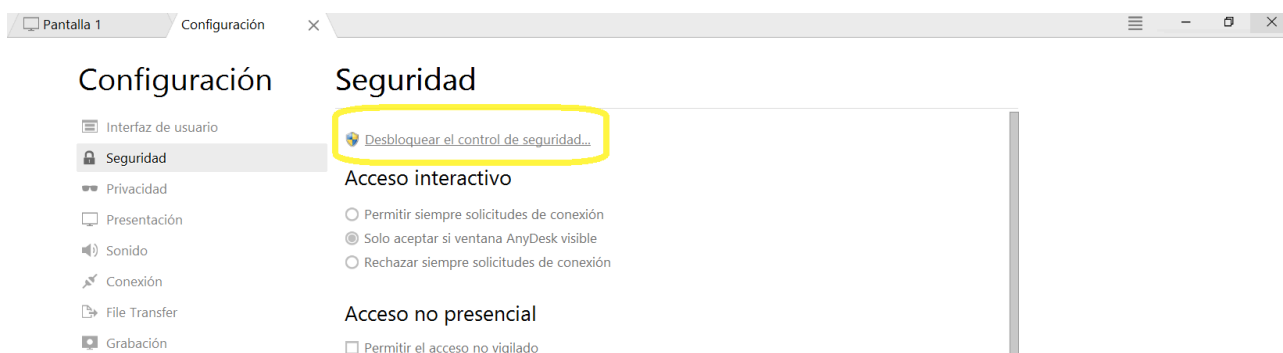 Pantalla 1
Configuración
Configuración
Interfaz de usuario
Seguridad
Privacidad
Presentación
Sonido
Conexión
File Transfer
Grabación
Seguridad
Desbloquear el control de seguridad...
Acceso interactivo
Permitir siempre solicitudes de conexión
Solo aceptar si ventana AnyDesk visible
Rechazar siempre solicitudes de conexión
Acceso no presencial
Permitir el acceso no vigilado